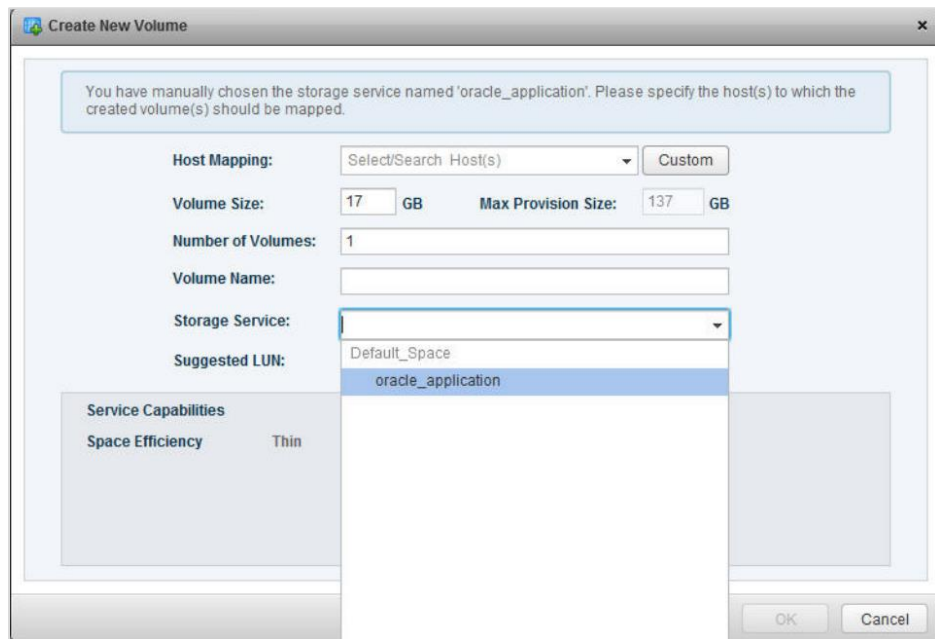 Create New Volume
You have manually chosen the storage service named 'oracle_application'. Please specify the host(s) to which the
created volume(s) should be mapped.
Host Mapping: Select/Search Host(s) Custom
Volume Size: 17 GB Max Provision Size: 137 GB
Number of Volumes: 1
Volume Name:
Storage Service:
Suggested LUN: Default_Space
oracle_application
Service Capabilities
Space Efficiency Thin
OK Cancel